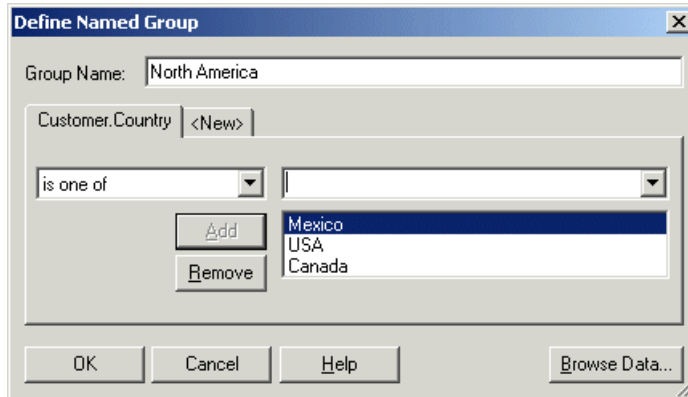 Define Named Group
Group Name: North America
Customer.Country <New>
is one of
Add
Remove
Mexico
USA
Canada
OK Cancel Help Browse Data...